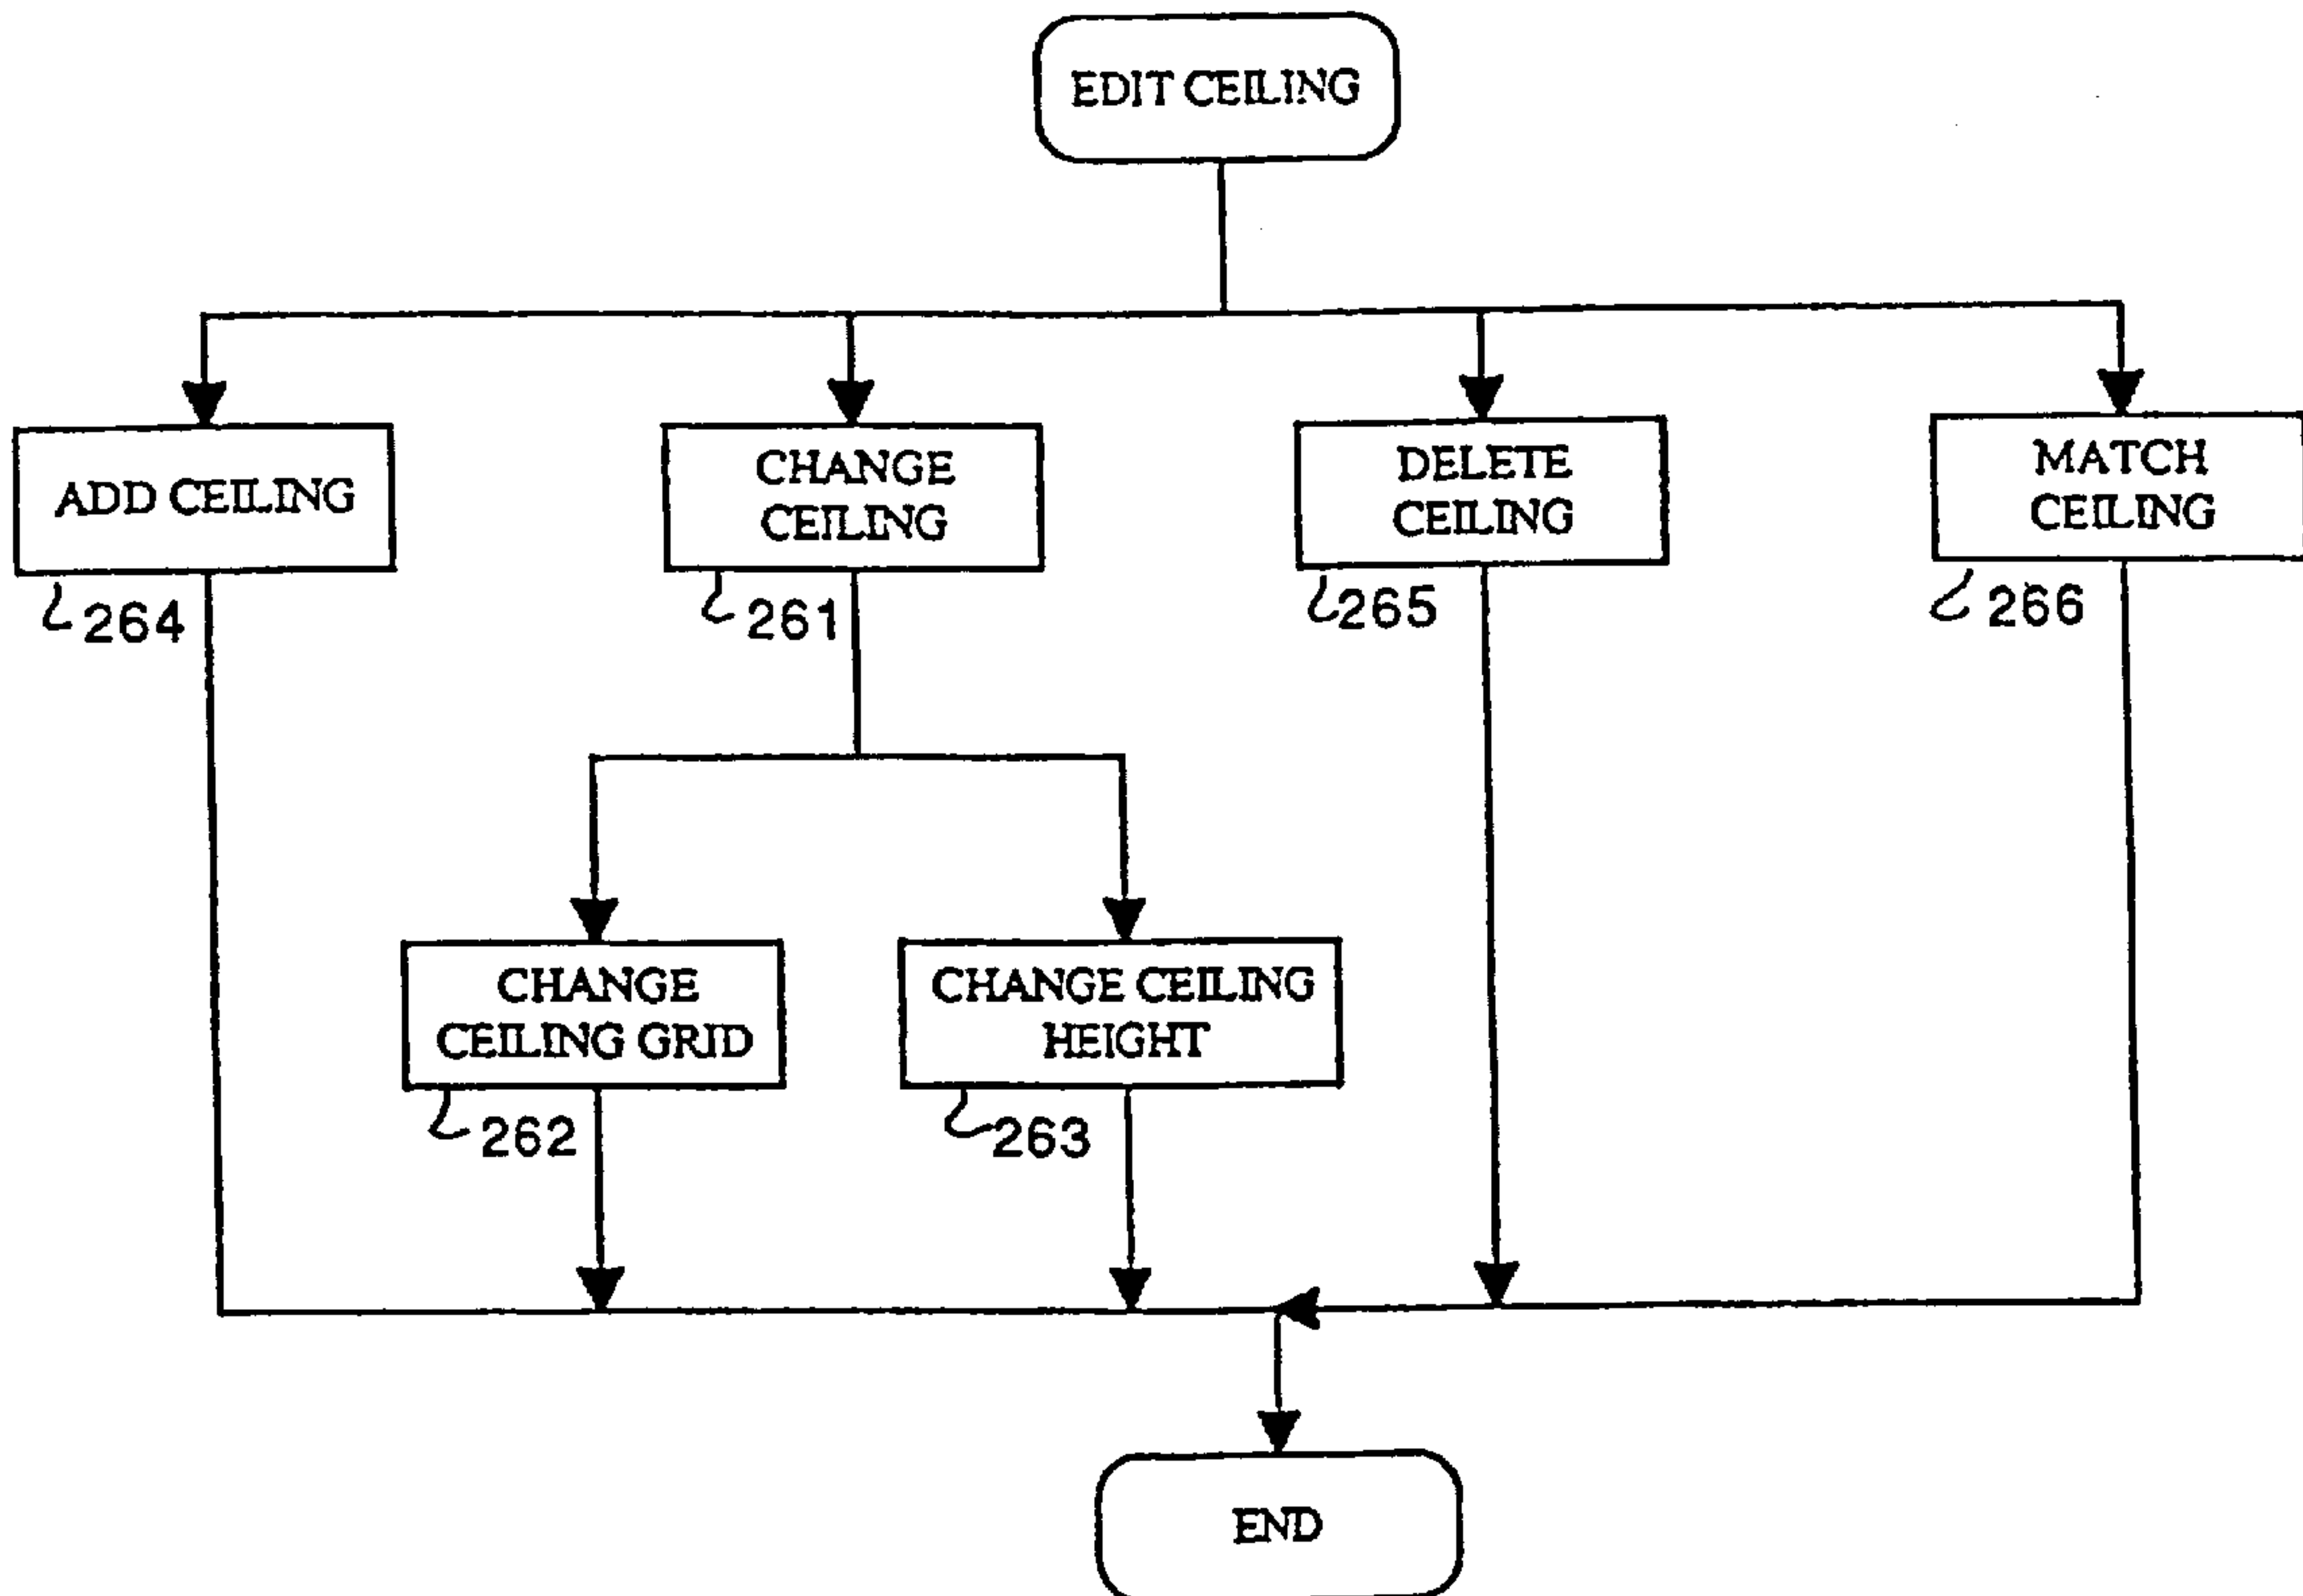 EDIT CEILING
ADD CEILING
CHANGE
CEILING
DELETE
CEILING
MATCH
CEILING
264
261
265
266
CHANGE
CEILING GRID
CHANGE CEILING
HEIGHT
262
263
END